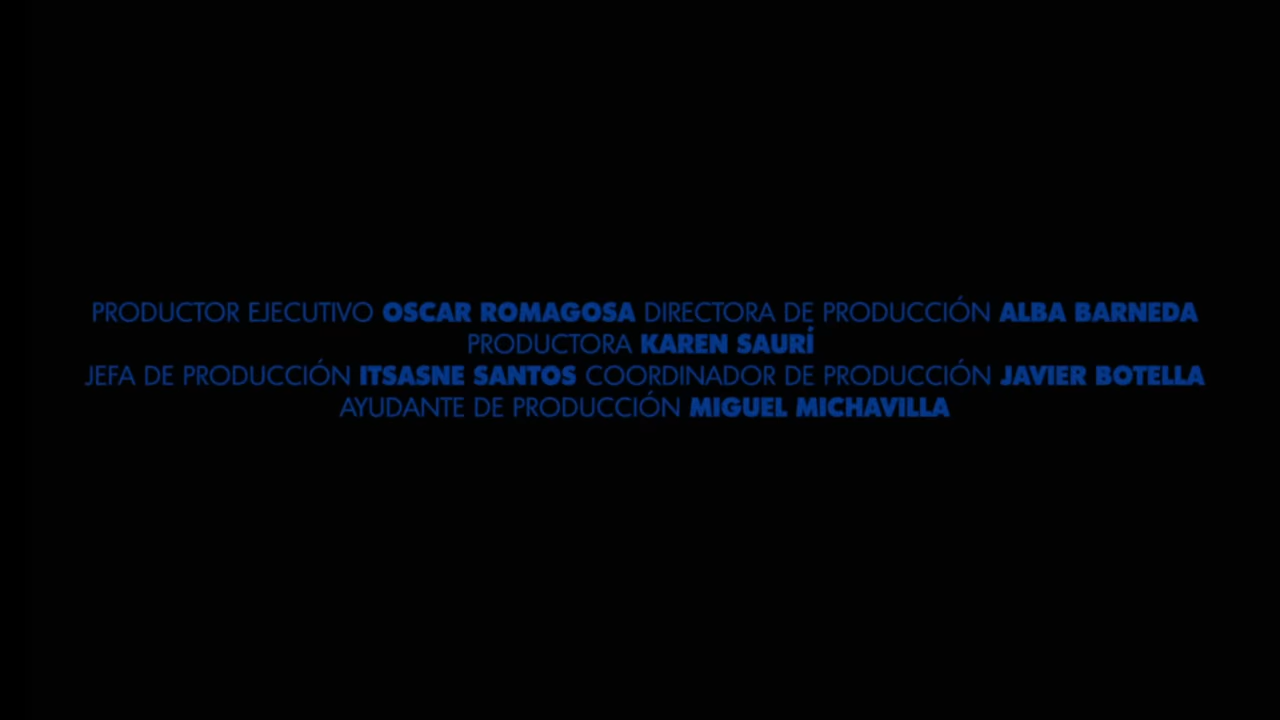 PRODUCTOR EJECUTIVO OSCAR ROMAGOSA DIRECTORA DE PRODUCCIÓN ALBA BARNEDA
PRODUCTORA KAREN SAURÍ
JEFA DE PRODUCCIÓN ITSASNE SANTOS COORDINADOR DE PRODUCCIÓN JAVIER BOTELLA
AYUDANTE DE PRODUCCIÓN MIGUEL MICHAVILLA